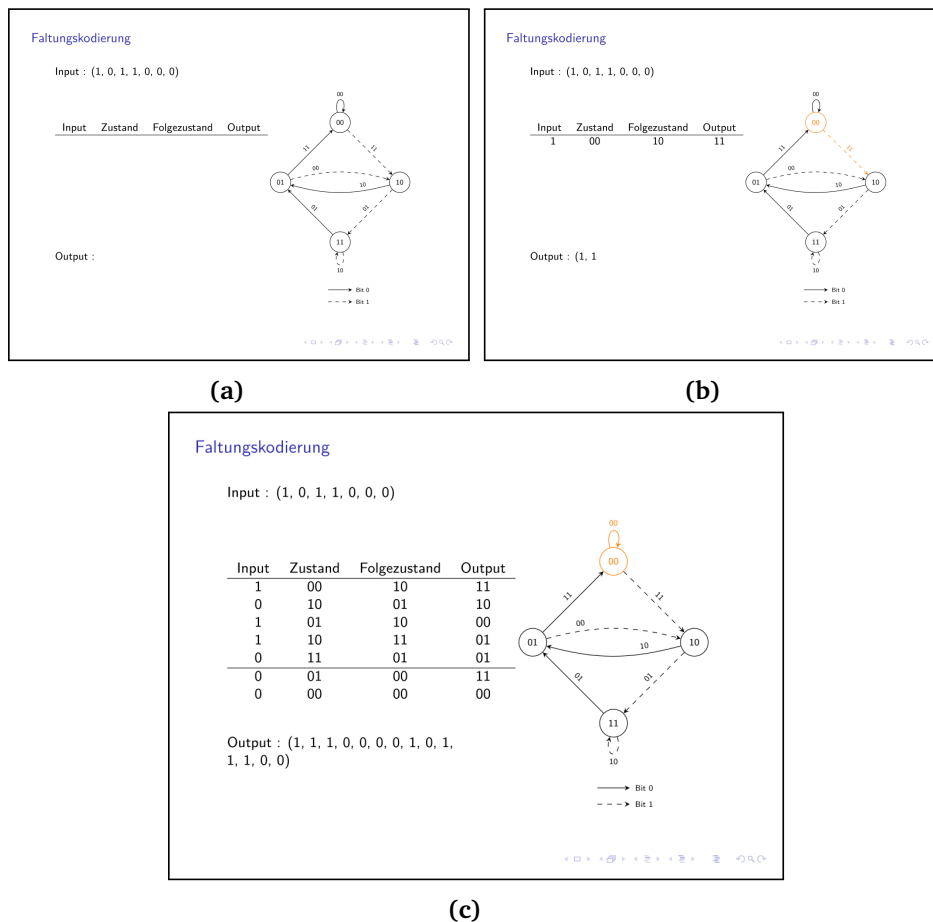 Faltungskodierung
Input : (1, 0, 1, 1, 0, 0, 0)
Input Zustand Folgezustand Output
00
00
11
11
00
01
10
10
01
01
11
10
Bit 0
Bit 1
Output :
(a)
Faltungskodierung
Input : (1, 0, 1, 1, 0, 0, 0)
Input Zustand Folgezustand Output
1 00 10 11
00
00
11
11
00
01
10
10
01
01
11
10
Bit 0
Bit 1
Output : (1, 1
(b)
Faltungskodierung
Input : (1, 0, 1, 1, 0, 0, 0)
Input Zustand Folgezustand Output
1 00 10 11
0 10 01 10
1 01 10 00
1 10 11 01
0 11 01 01
0 01 00 11
0 00 00 00
Output : (1, 1, 1, 0, 0, 0, 0, 1, 0, 1,
1, 1, 0, 0)
00
00
11
11
00
01
10
10
01
01
11
10
Bit 0
Bit 1
(c)